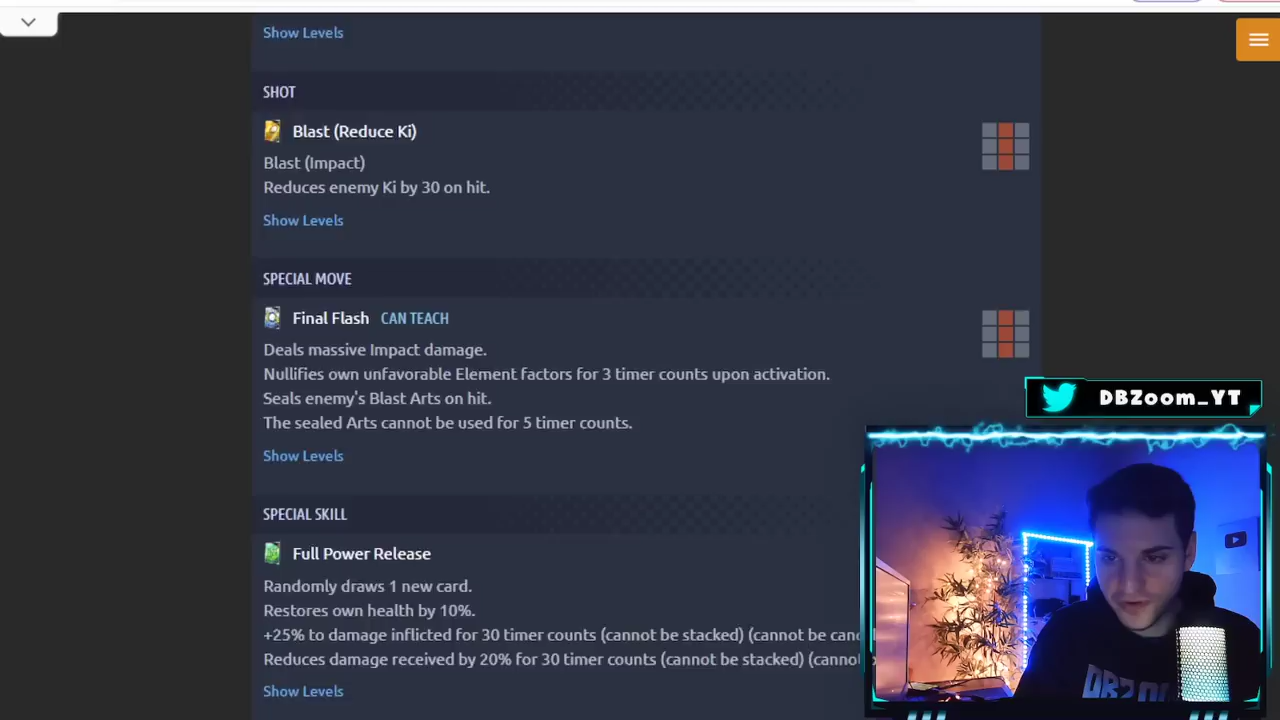 Show Levels
SHOT
Blast (Reduce Ki)
Blast (Impact)
Reduces enemy Ki by 30 on hit.
Show Levels
SPECIAL MOVE
Final Flash CAN TEACH
Deals massive Impact damage.
Nullifies own unfavorable Element factors for 3 timer counts upon activation.
Seals enemy's Blast Arts on hit.
The sealed Arts cannot be used for 5 timer counts.
Show Levels
DBZoom_YT
SPECIAL SKILL
Full Power Release
Randomly draws 1 new card.
Restores own health by 10%.
+25% to damage inflicted for 30 timer counts (cannot be stacked) (cannot be
Reduces damage received by 20% for 30 timer counts (cannot be stacked)
Show Levels